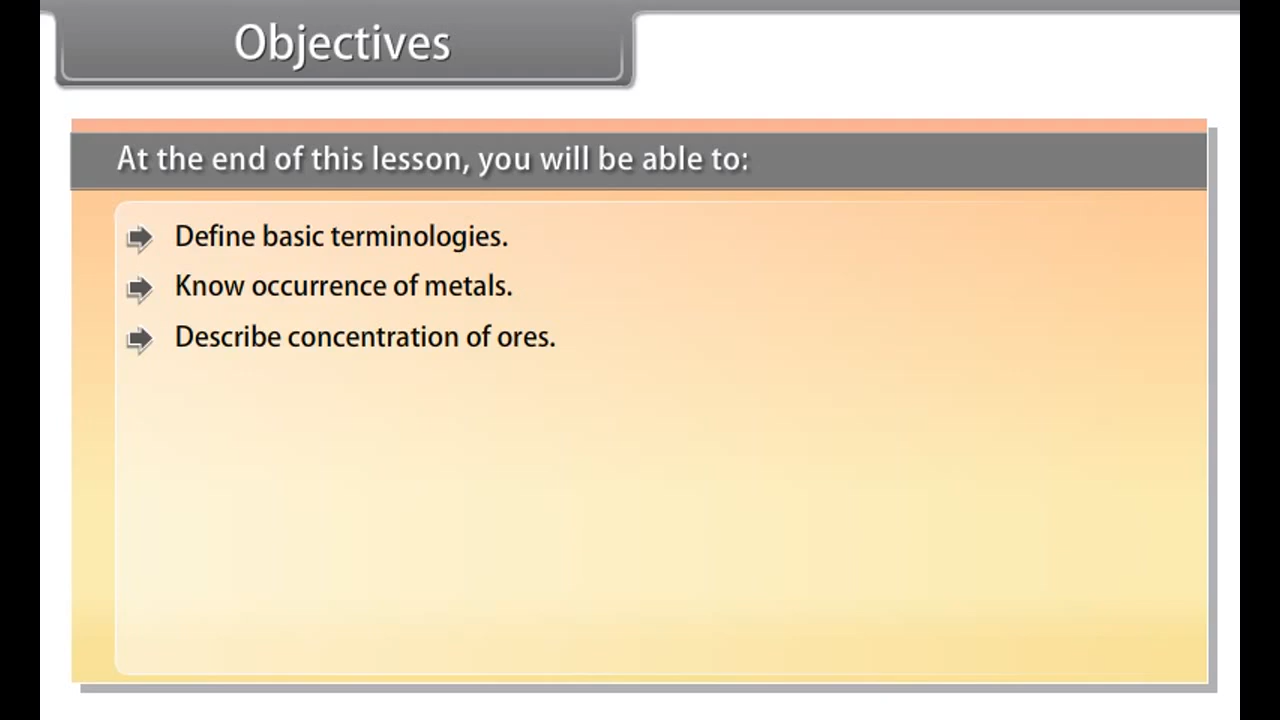 Objectives
At the end of this lesson, you will be able to:
Define basic terminologies.
Know occurrence of metals.
Describe concentration of ores.